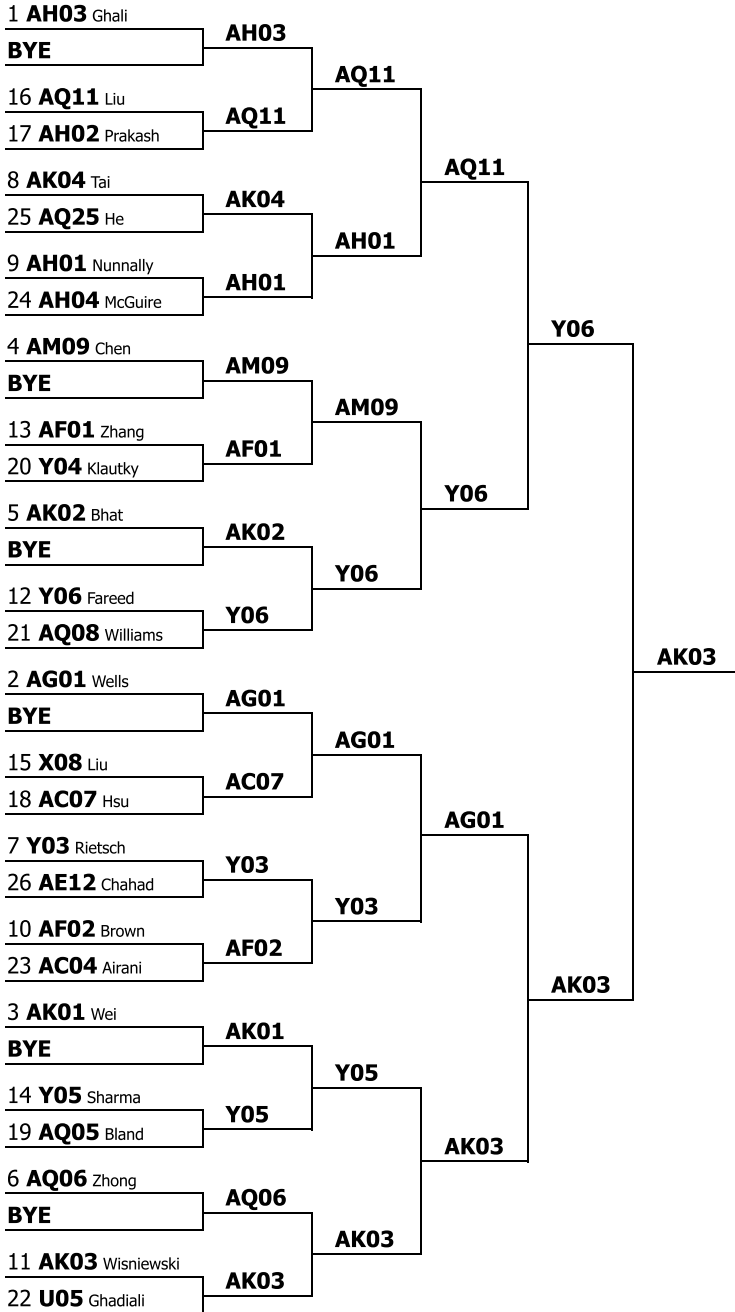 1 AH03 Ghali
BYE
16 AQ11 Liu
17 AH02 Prakash
8 AK04 Tai
25 AQ25 He
9 AH01 Nunnally
24 AH04 McGuire
4 AM09 Chen
BYE
13 AF01 Zhang
20 Y04 Klautky
5 AK02 Bhat
BYE
12 Y06 Fareed
21 AQ08 Williams
2 AG01 Wells
BYE
15 X08 Liu
18 AC07 Hsu
7 Y03 Rietsch
26 AE12 Chahad
10 AF02 Brown
23 AC04 Airani
3 AK01 Wei
BYE
14 Y05 Sharma
19 AQ05 Bland
6 AQ06 Zhong
BYE
11 AK03 Wisniewski
22 U05 Ghadiali
AH03
AQ11
AK04
AH01
AM09
AF01
AK02
Y06
AG01
AC07
Y03
AF02
AK01
Y05
AQ06
AK03
AQ11
AH01
AM09
Y06
AG01
Y03
Y05
AK03
AQ11
Y06
AG01
AK03
Y06
AK03
AK03